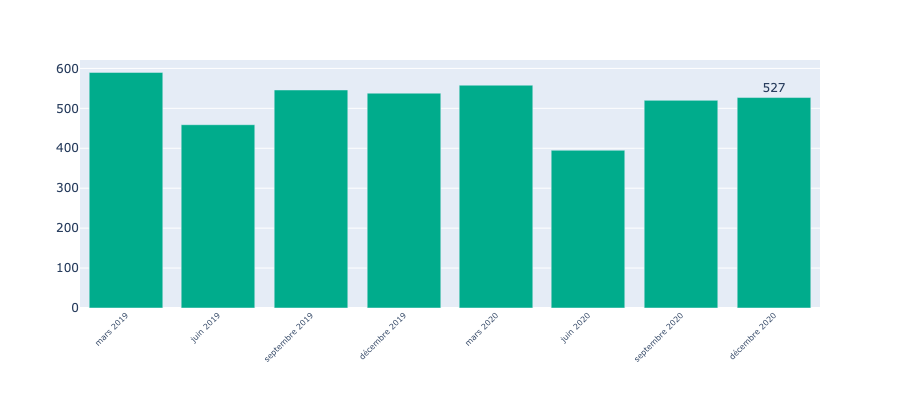 600
500
400
300
200
100
0
527
mars 2019
juin 2019
septembre 2019
décembre 2019
mars 2020
juin 2020
septembre 2020
décembre 2020